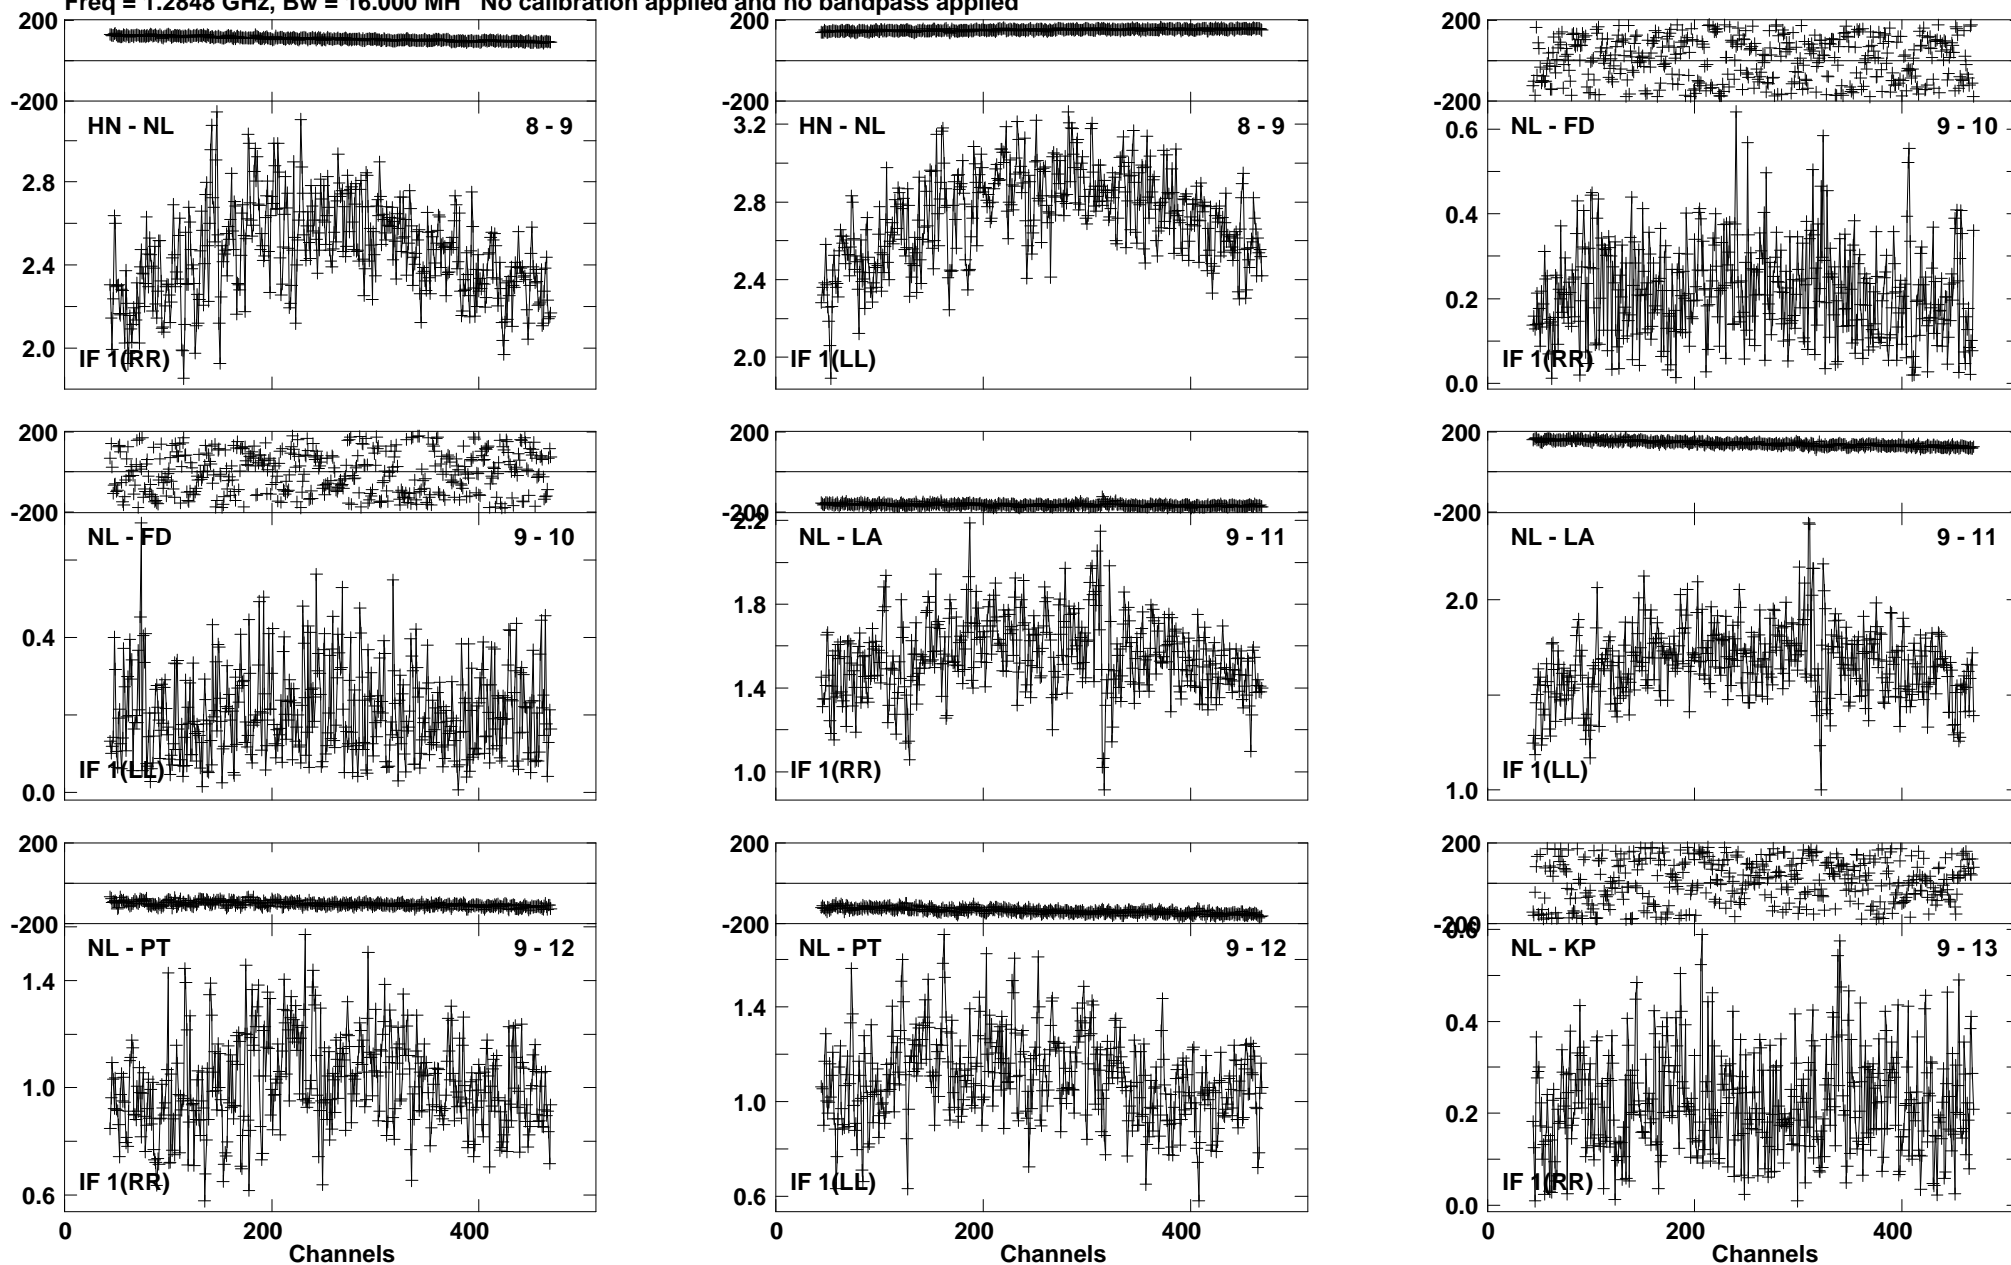 Freq = 1.2848 GHz, Bw = 16.000 MH No calibration applied and no bandpass applied
200 200 200
-200 -200 -200
HN - NL 8 - 9 HN - NL 8 - 9 NL - FD 9 - 10
2.8 3.2 0.6
2.4 2.8 0.4
2.0 2.4 0.2
2.0 0.0
IF 1(RR) IF 1(LL) IF 1(RR)
200 200 200
-200 -200 -200
2.2
NL - FD 9 - 10 NL - LA 9 - 11 NL - LA 9 - 11
0.4 1.8 2.0
1.4
0.0 1.0 1.0
IF 1(LL) IF 1(RR) IF 1(LL)
200 200 200
-200 -200 -200
0.6
NL - PT 9 - 12 NL - PT 9 - 12 NL - KP 9 - 13
1.4 1.4 0.4
1.0 1.0 0.2
0.6 0.6 0.0
IF 1(RR) IF 1(LL) IF 1(RR)
0 200 400 0 200 400 0 200 400
Channels Channels Channels